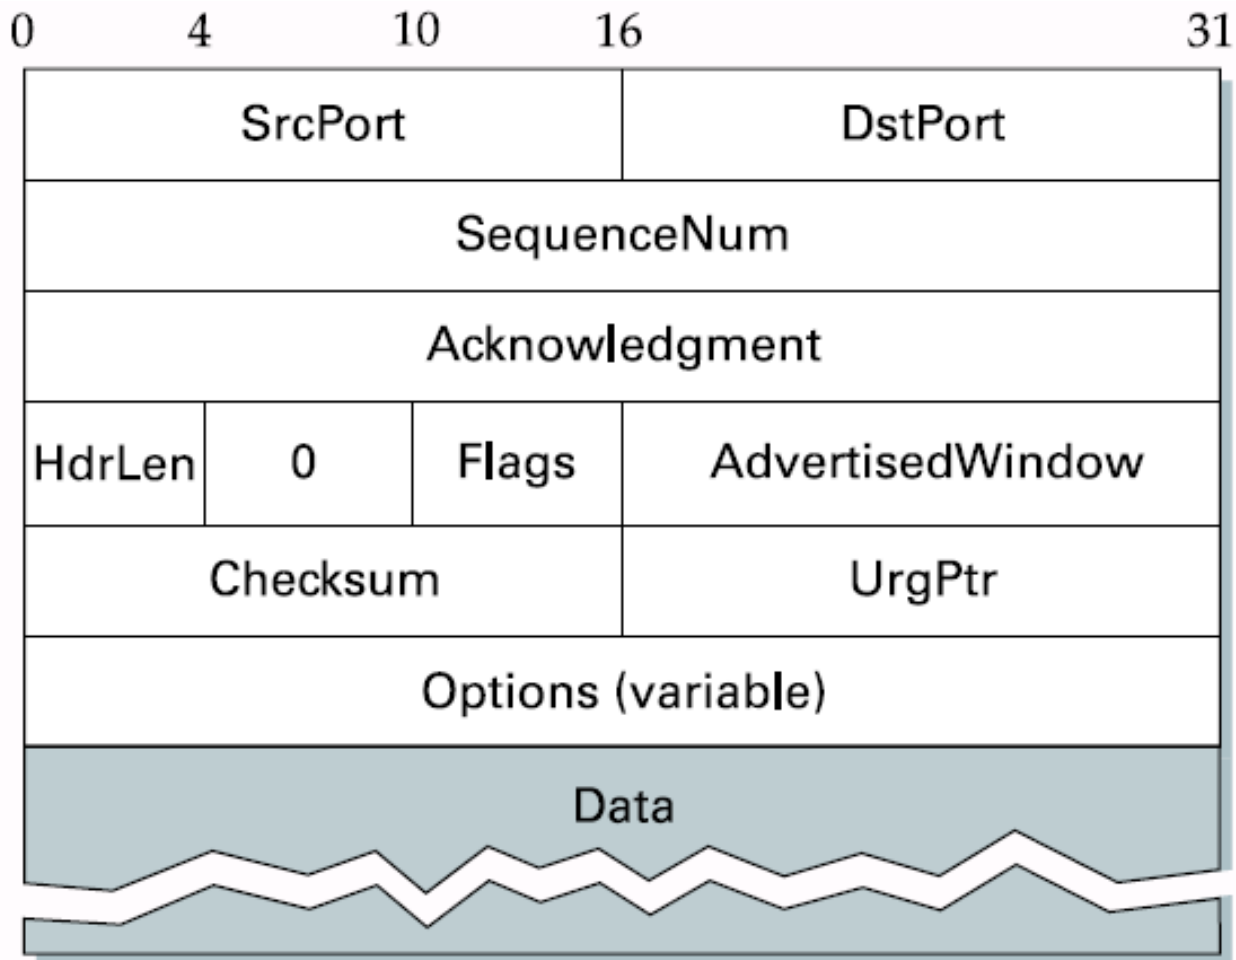 0 4 10 16 31
SrcPort DstPort
SequenceNum
Acknowledgment
HdrLen 0 Flags AdvertisedWindow
Checksum UrgPtr
Options (variable)
Data